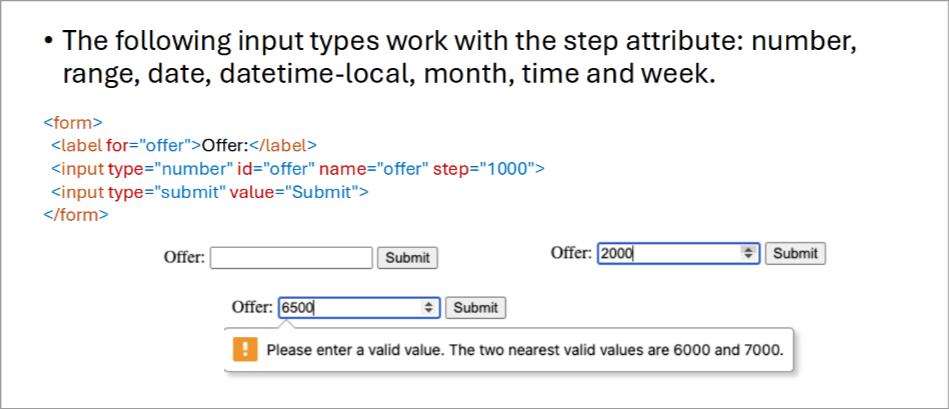 • The following input types work with the step attribute: number,
range, date, datetime-local, month, time and week.
<form>
<label for="offer">Offer:</label>
<input type="number" id="offer" name="offer" step="1000">
<input type="submit" value="Submit">
</form>
Offer: Submit
Offer: 2000 Submit
Offer: 6500 Submit
! Please enter a valid value. The two nearest valid values are 6000 and 7000.